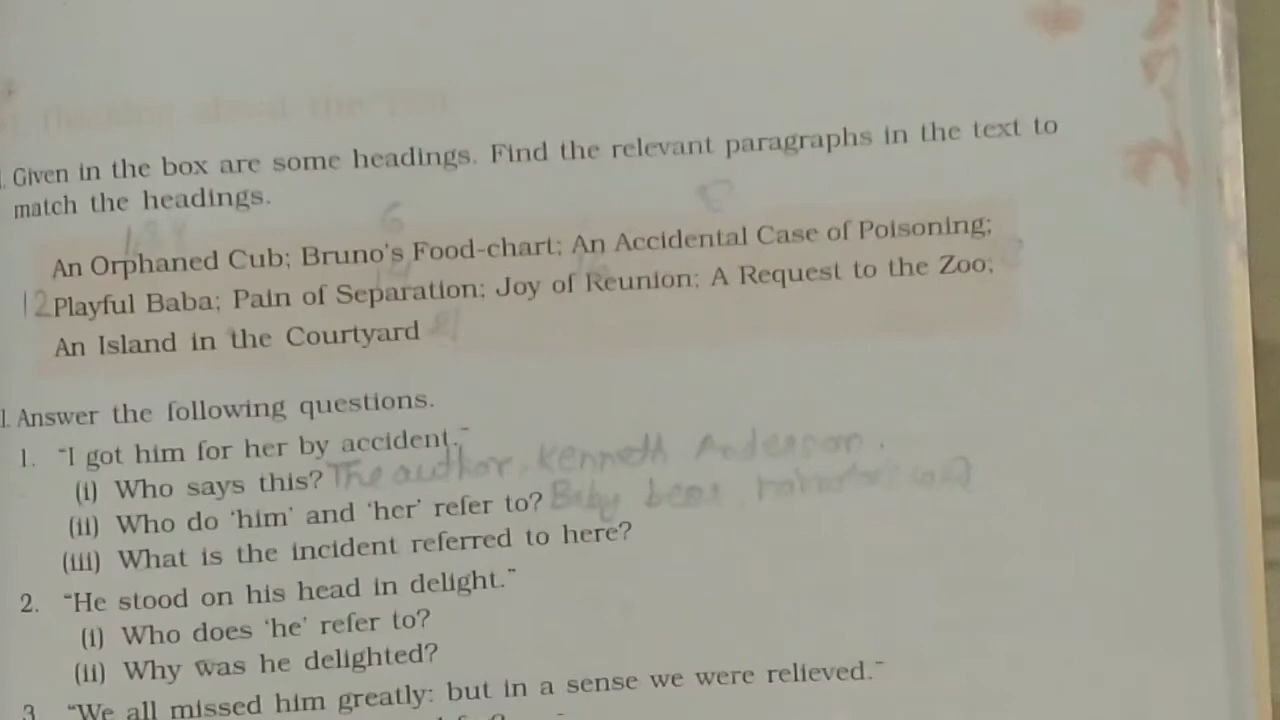 Given in the box are some headings. Find the relevant paragraphs in the text to
match the headings.
6
An Orphaned Cub; Bruno's Food-chart; An Accidental Case of Poisoning;
12 Playful Baba; Pain of Separation; Joy of Reunion; A Request to the Zoo;
An Island in the Courtyard 21
I. Answer the following questions.
1. "I got him for her by accident."
(i) Who says this? The author, Kenneth Anderson.
(ii) Who do 'him' and 'her' refer to? Baby bear
(iii) What is the incident referred to here?
2. "He stood on his head in delight."
(i) Who does 'he' refer to?
(ii) Why was he delighted?
3. "We all missed him greatly: but in a sense we were relieved."